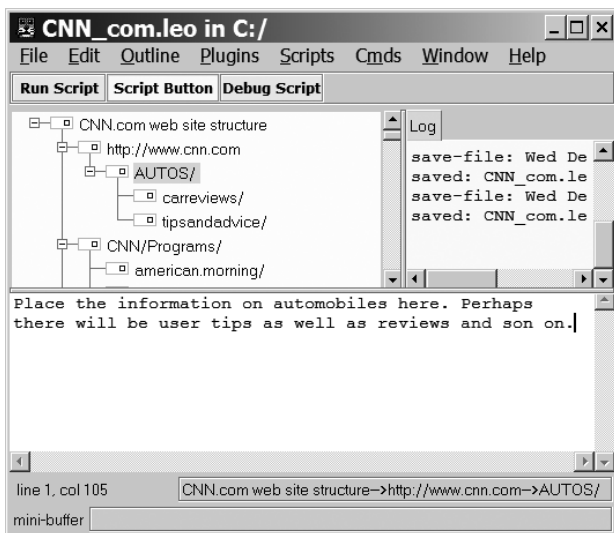 CNN_com.leo in C:/
File Edit Outline Plugins Scripts Cmds Window Help
Run Script Script Button Debug Script
CNN.com web site structure
http://www.cnn.com
AUTOS/
carreviews/
tipsandadvice/
CNN/Programs/
american.morning/
Log
save-file: Wed De
saved: CNN_com.le
save-file: Wed De
saved: CNN_com.le
Place the information on automobiles here. Perhaps
there will be user tips as well as reviews and son on.
line 1, col 105 CNN.com web site structure-->http://www.cnn.com-->AUTOS/
mini-buffer